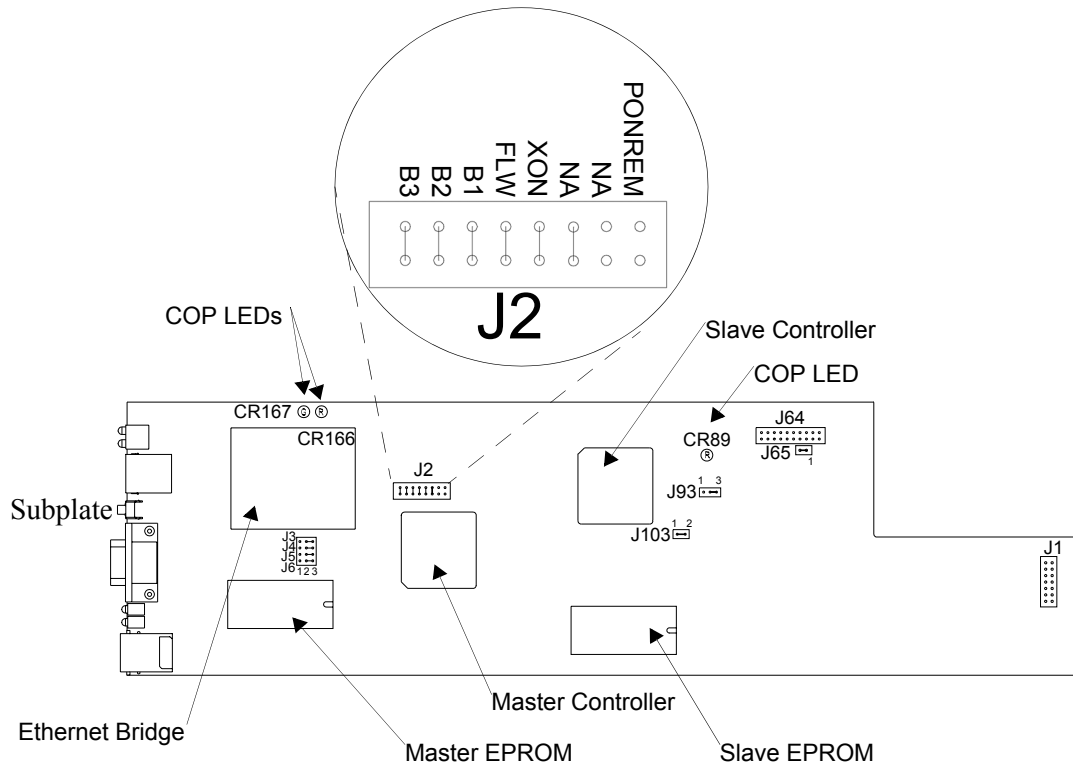 B3
B2
B1
FLW
XON
NA
NA
PONREM
J2
COP LEDs
Slave Controller
COP LED
CR167 G R
CR166
J2
CR89
R
J64
J65
1
J93
1 3
J103
1 2
Subplate
J3
J4
J5
J6
1 2 3
J1
Master Controller
Ethernet Bridge
Master EPROM
Slave EPROM